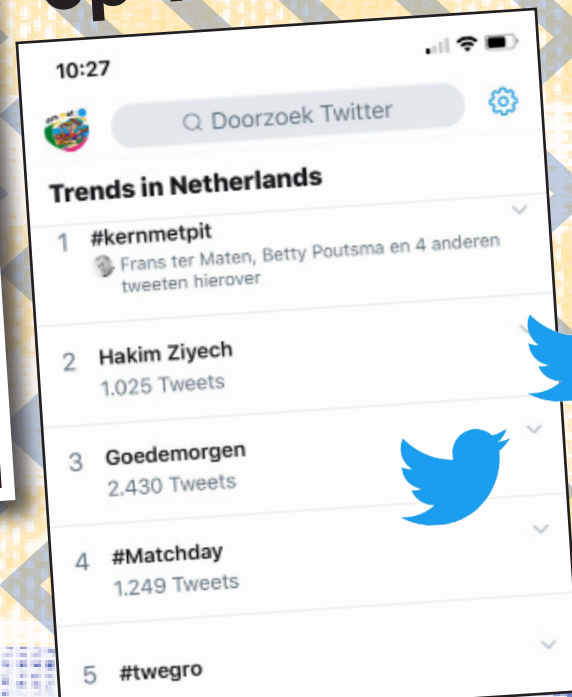 op
10:27
Doorzoek Twitter
Trends in Netherlands
1 #kernmetpit
Frans ter Maten, Betty Poutsma en 4 anderen
tweeten hierover
2 Hakim Ziyech
1.025 Tweets
3 Goedemorgen
2.430 Tweets
4 #Matchday
1.249 Tweets
5 #twegro